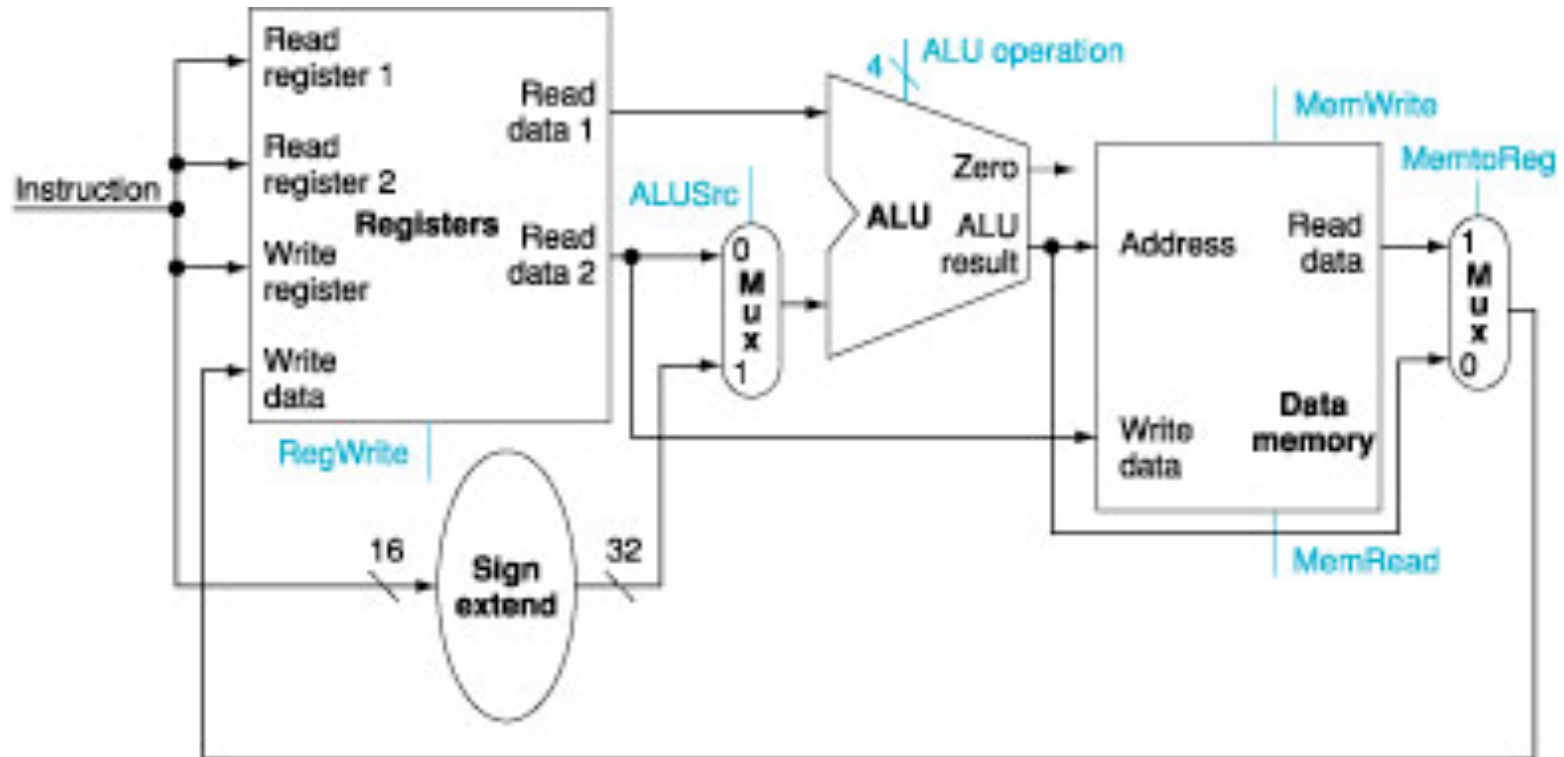 Read
register 1
Read
register 2
Instruction
Registers
Write
register
Write
data
Read
data 1
Read
data 2
RegWrite
16
Sign
extend
32
ALUSrc
0
M
u
x
1
4
ALU operation
Zero
ALU
ALU
result
MemWrite
Address
Read
data
Write
data
Data
memory
MemRead
MemtoReg
1
M
u
x
0